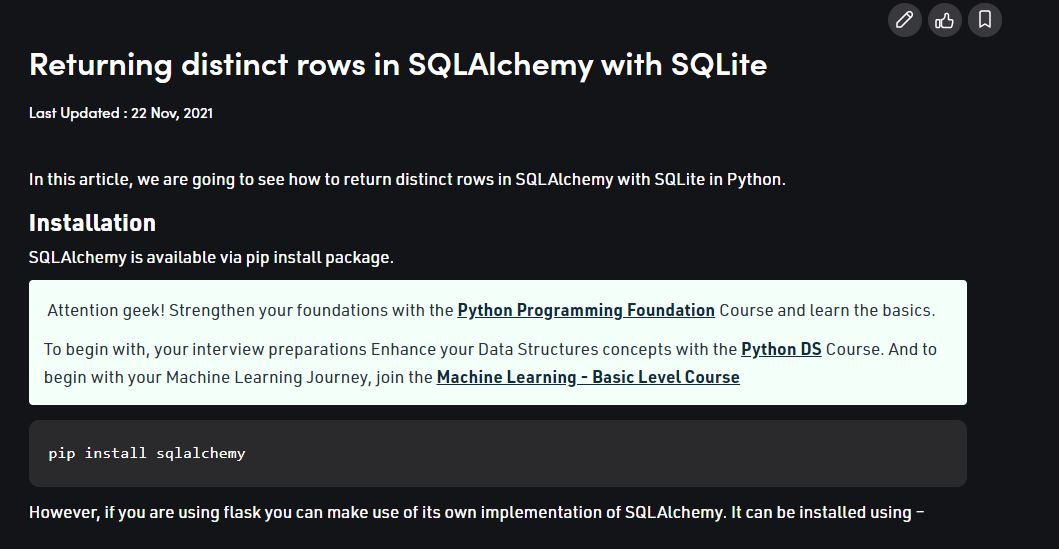 Returning distinct rows in SQLAlchemy with SQLite
Last Updated : 22 Nov, 2021
In this article, we are going to see how to return distinct rows in SQLAlchemy with SQLite in Python.
Installation
SQLAlchemy is available via pip install package.
Attention geek! Strengthen your foundations with the Python Programming Foundation Course and learn the basics.
To begin with, your interview preparations Enhance your Data Structures concepts with the Python DS Course. And to
begin with your Machine Learning Journey, join the Machine Learning - Basic Level Course
pip install sqlalchemy
However, if you are using flask you can make use of its own implementation of SQLAlchemy. It can be installed using –